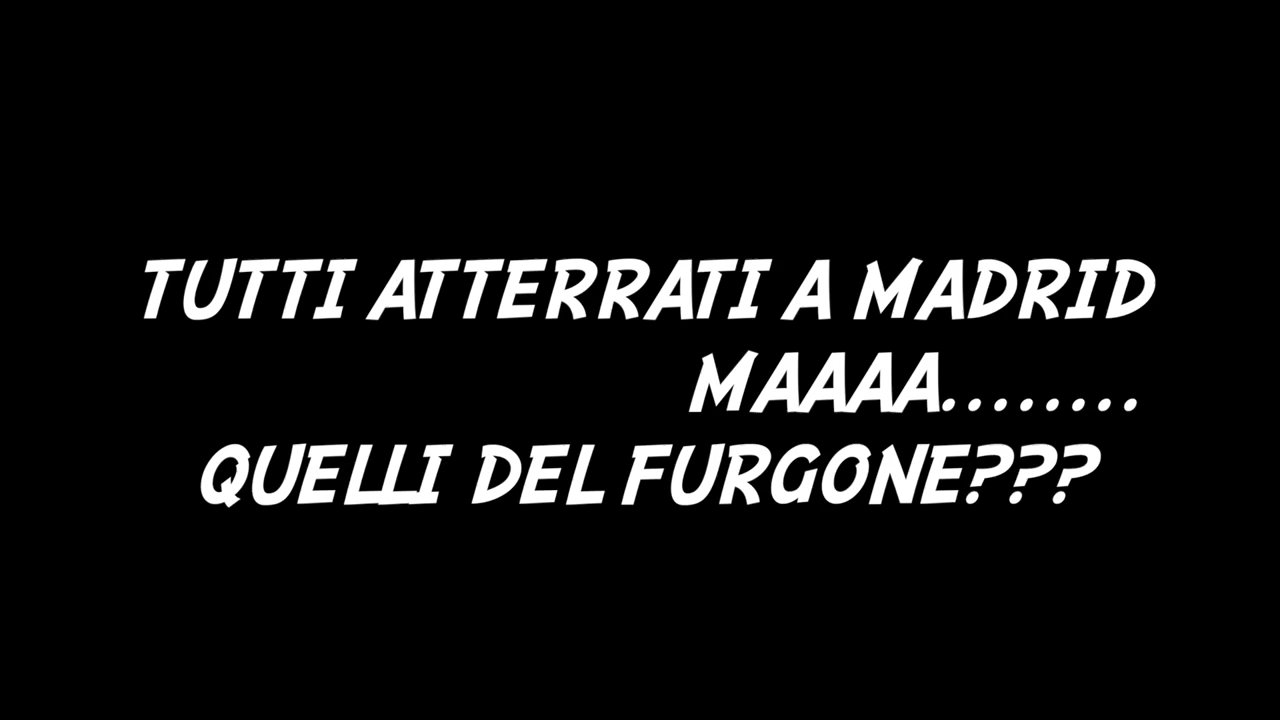 TUTTI ATTERRATI A MADRID
MAAAA........
QUELLI DEL FURGONE???